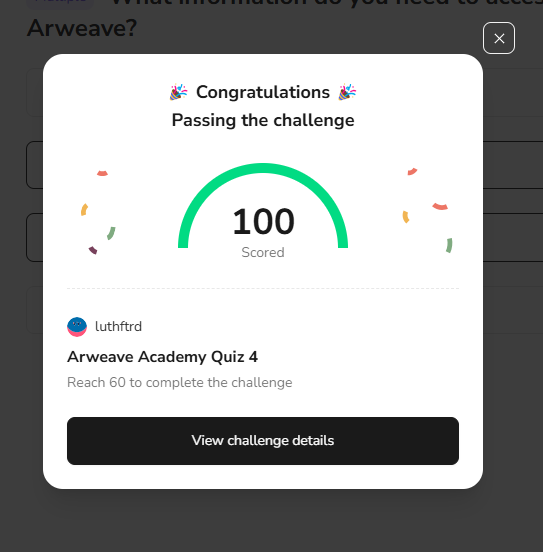 What information do you need to acces
Arweave?
Congratulations
Passing the challenge
100
Scored
luthftrd
Arweave Academy Quiz 4
Reach 60 to complete the challenge
View challenge details